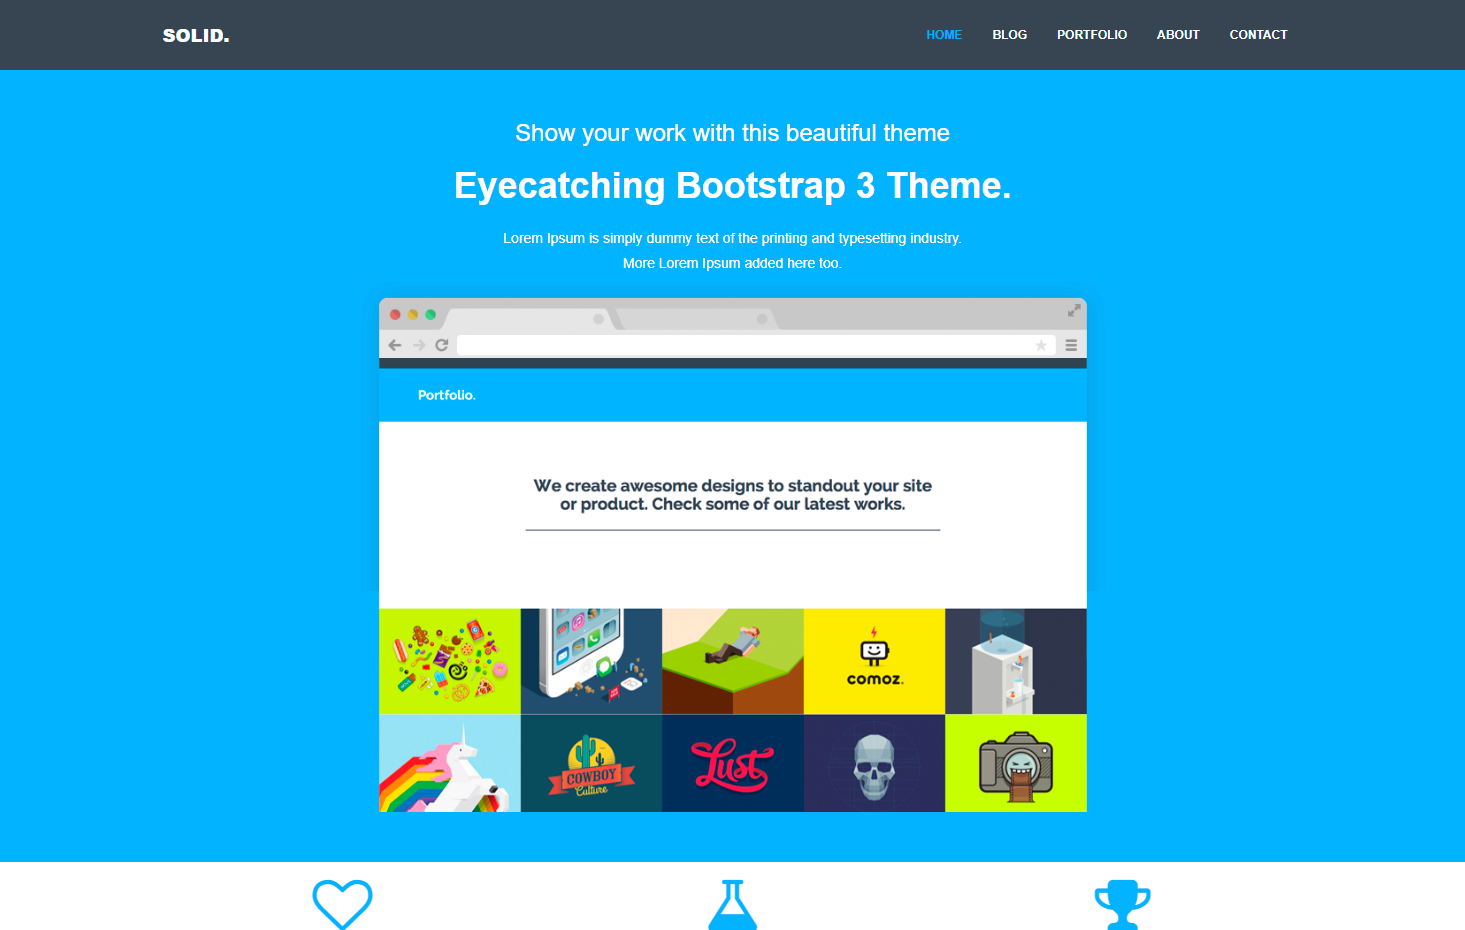 SOLID.
HOME BLOG PORTFOLIO ABOUT CONTACT
Show your work with this beautiful theme
Eyecatching Bootstrap 3 Theme.
Lorem Ipsum is simply dummy text of the printing and typesetting industry.
More Lorem Ipsum added here too.
Portfolio.
We create awesome designs to standout your site
or product. Check some of our latest works.
comoz.
COWBOY
Culture
Lust